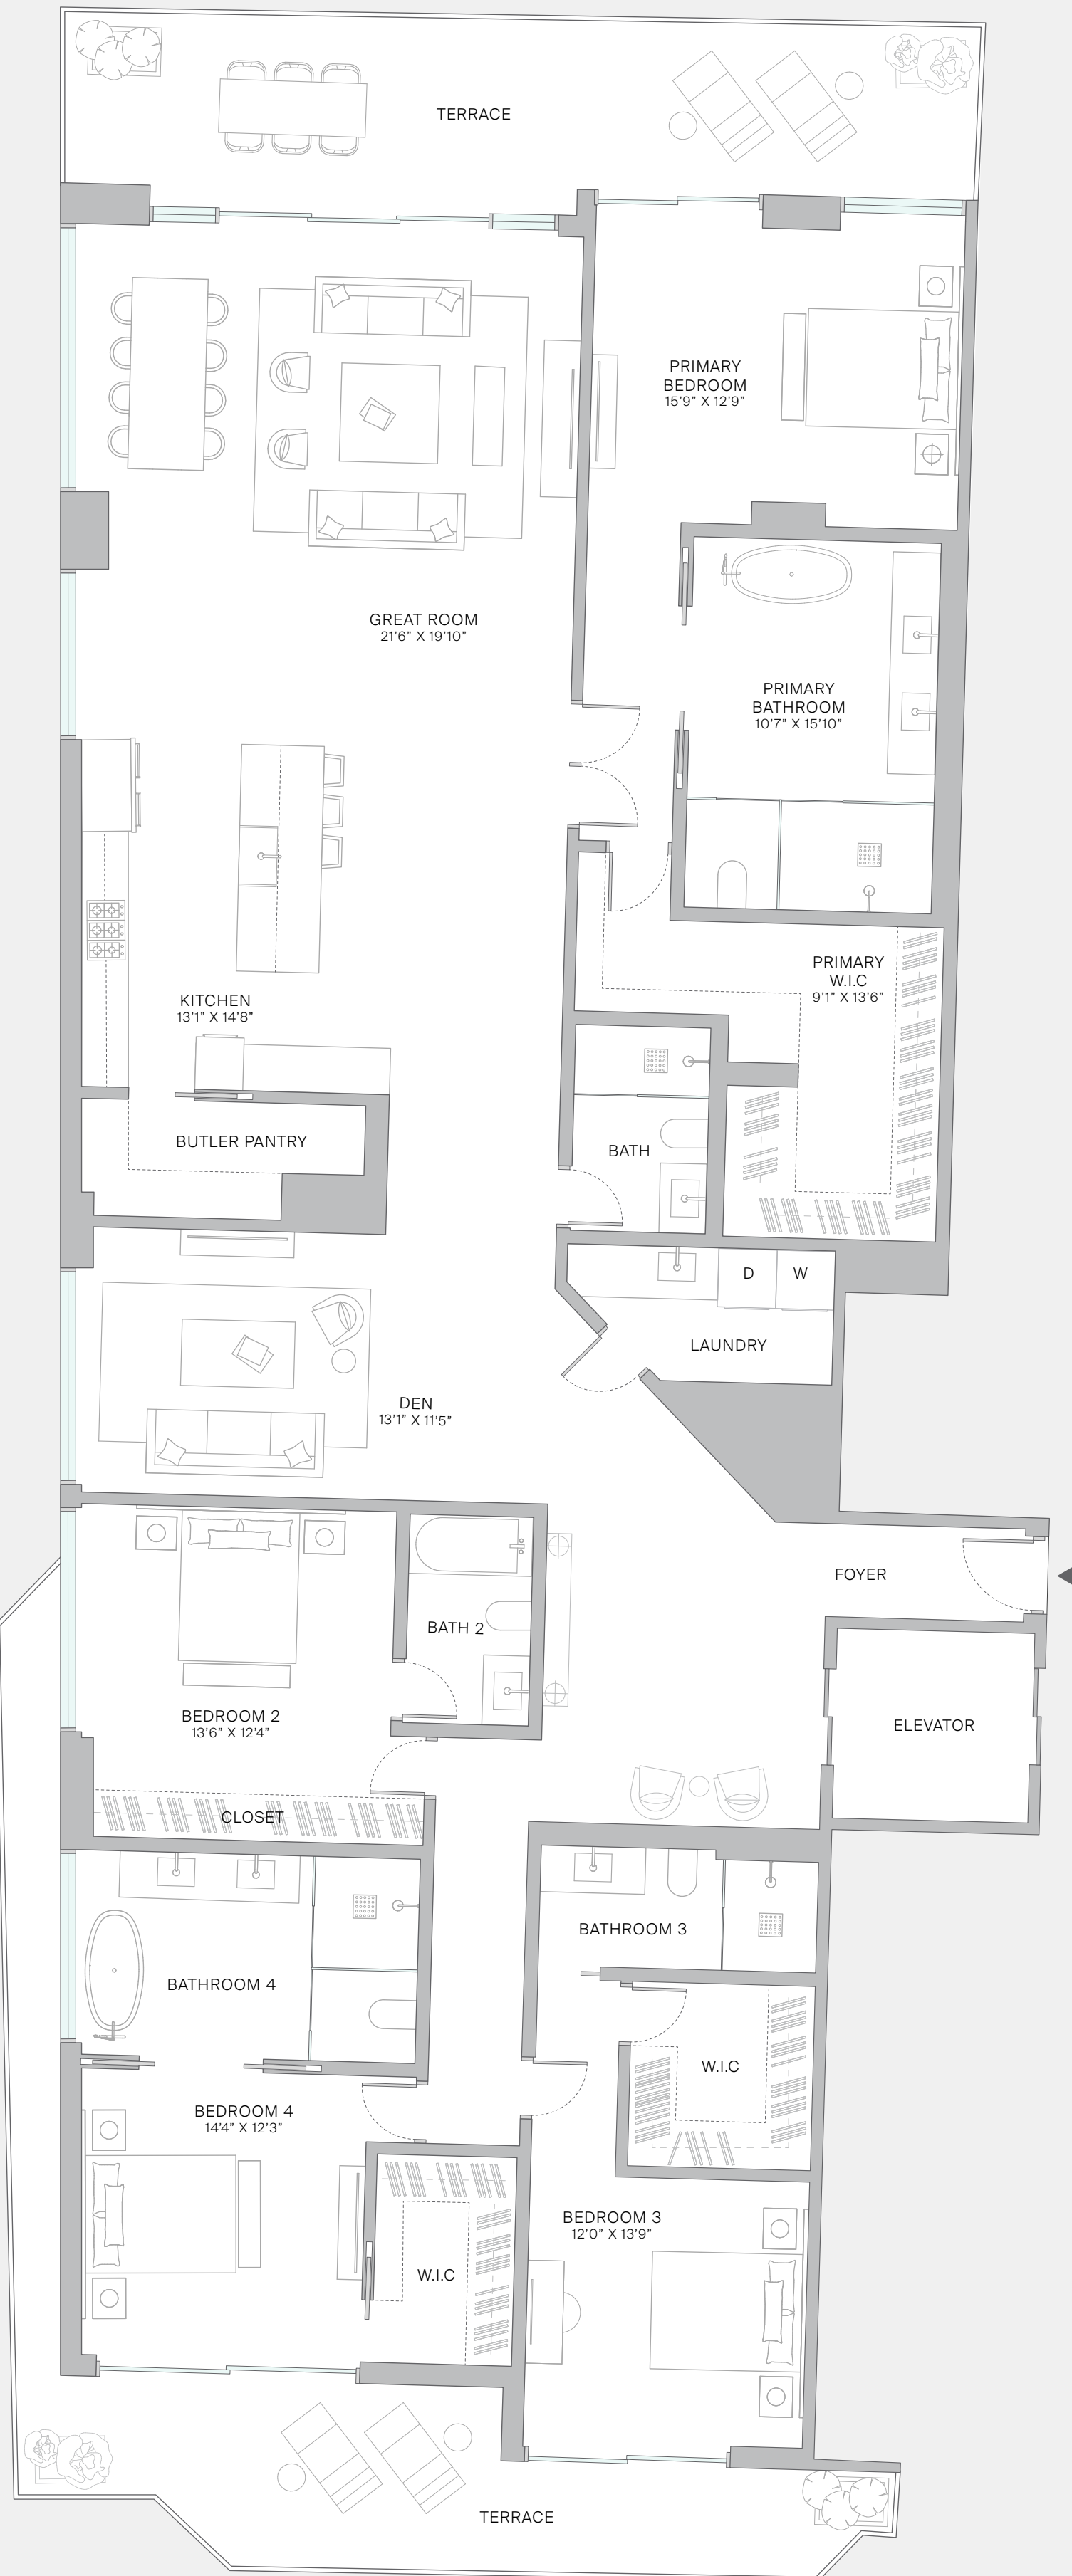 TERRACE
PRIMARY
BEDROOM
15'9" X 12'9"
GREAT ROOM
21'6" X 19'10"
PRIMARY
BATHROOM
10'7" X 15'10"
PRIMARY
W.I.C
9'1" X 13'6"
KITCHEN
13'1" X 14'8"
BUTLER PANTRY
BATH
D
W
LAUNDRY
DEN
13'1" X 11'5"
FOYER
BATH 2
BEDROOM 2
13'6" X 12'4"
ELEVATOR
CLOSET
BATHROOM 3
BATHROOM 4
W.I.C
BEDROOM 4
14'4" X 12'3"
BEDROOM 3
12'0" X 13'9"
W.I.C
TERRACE